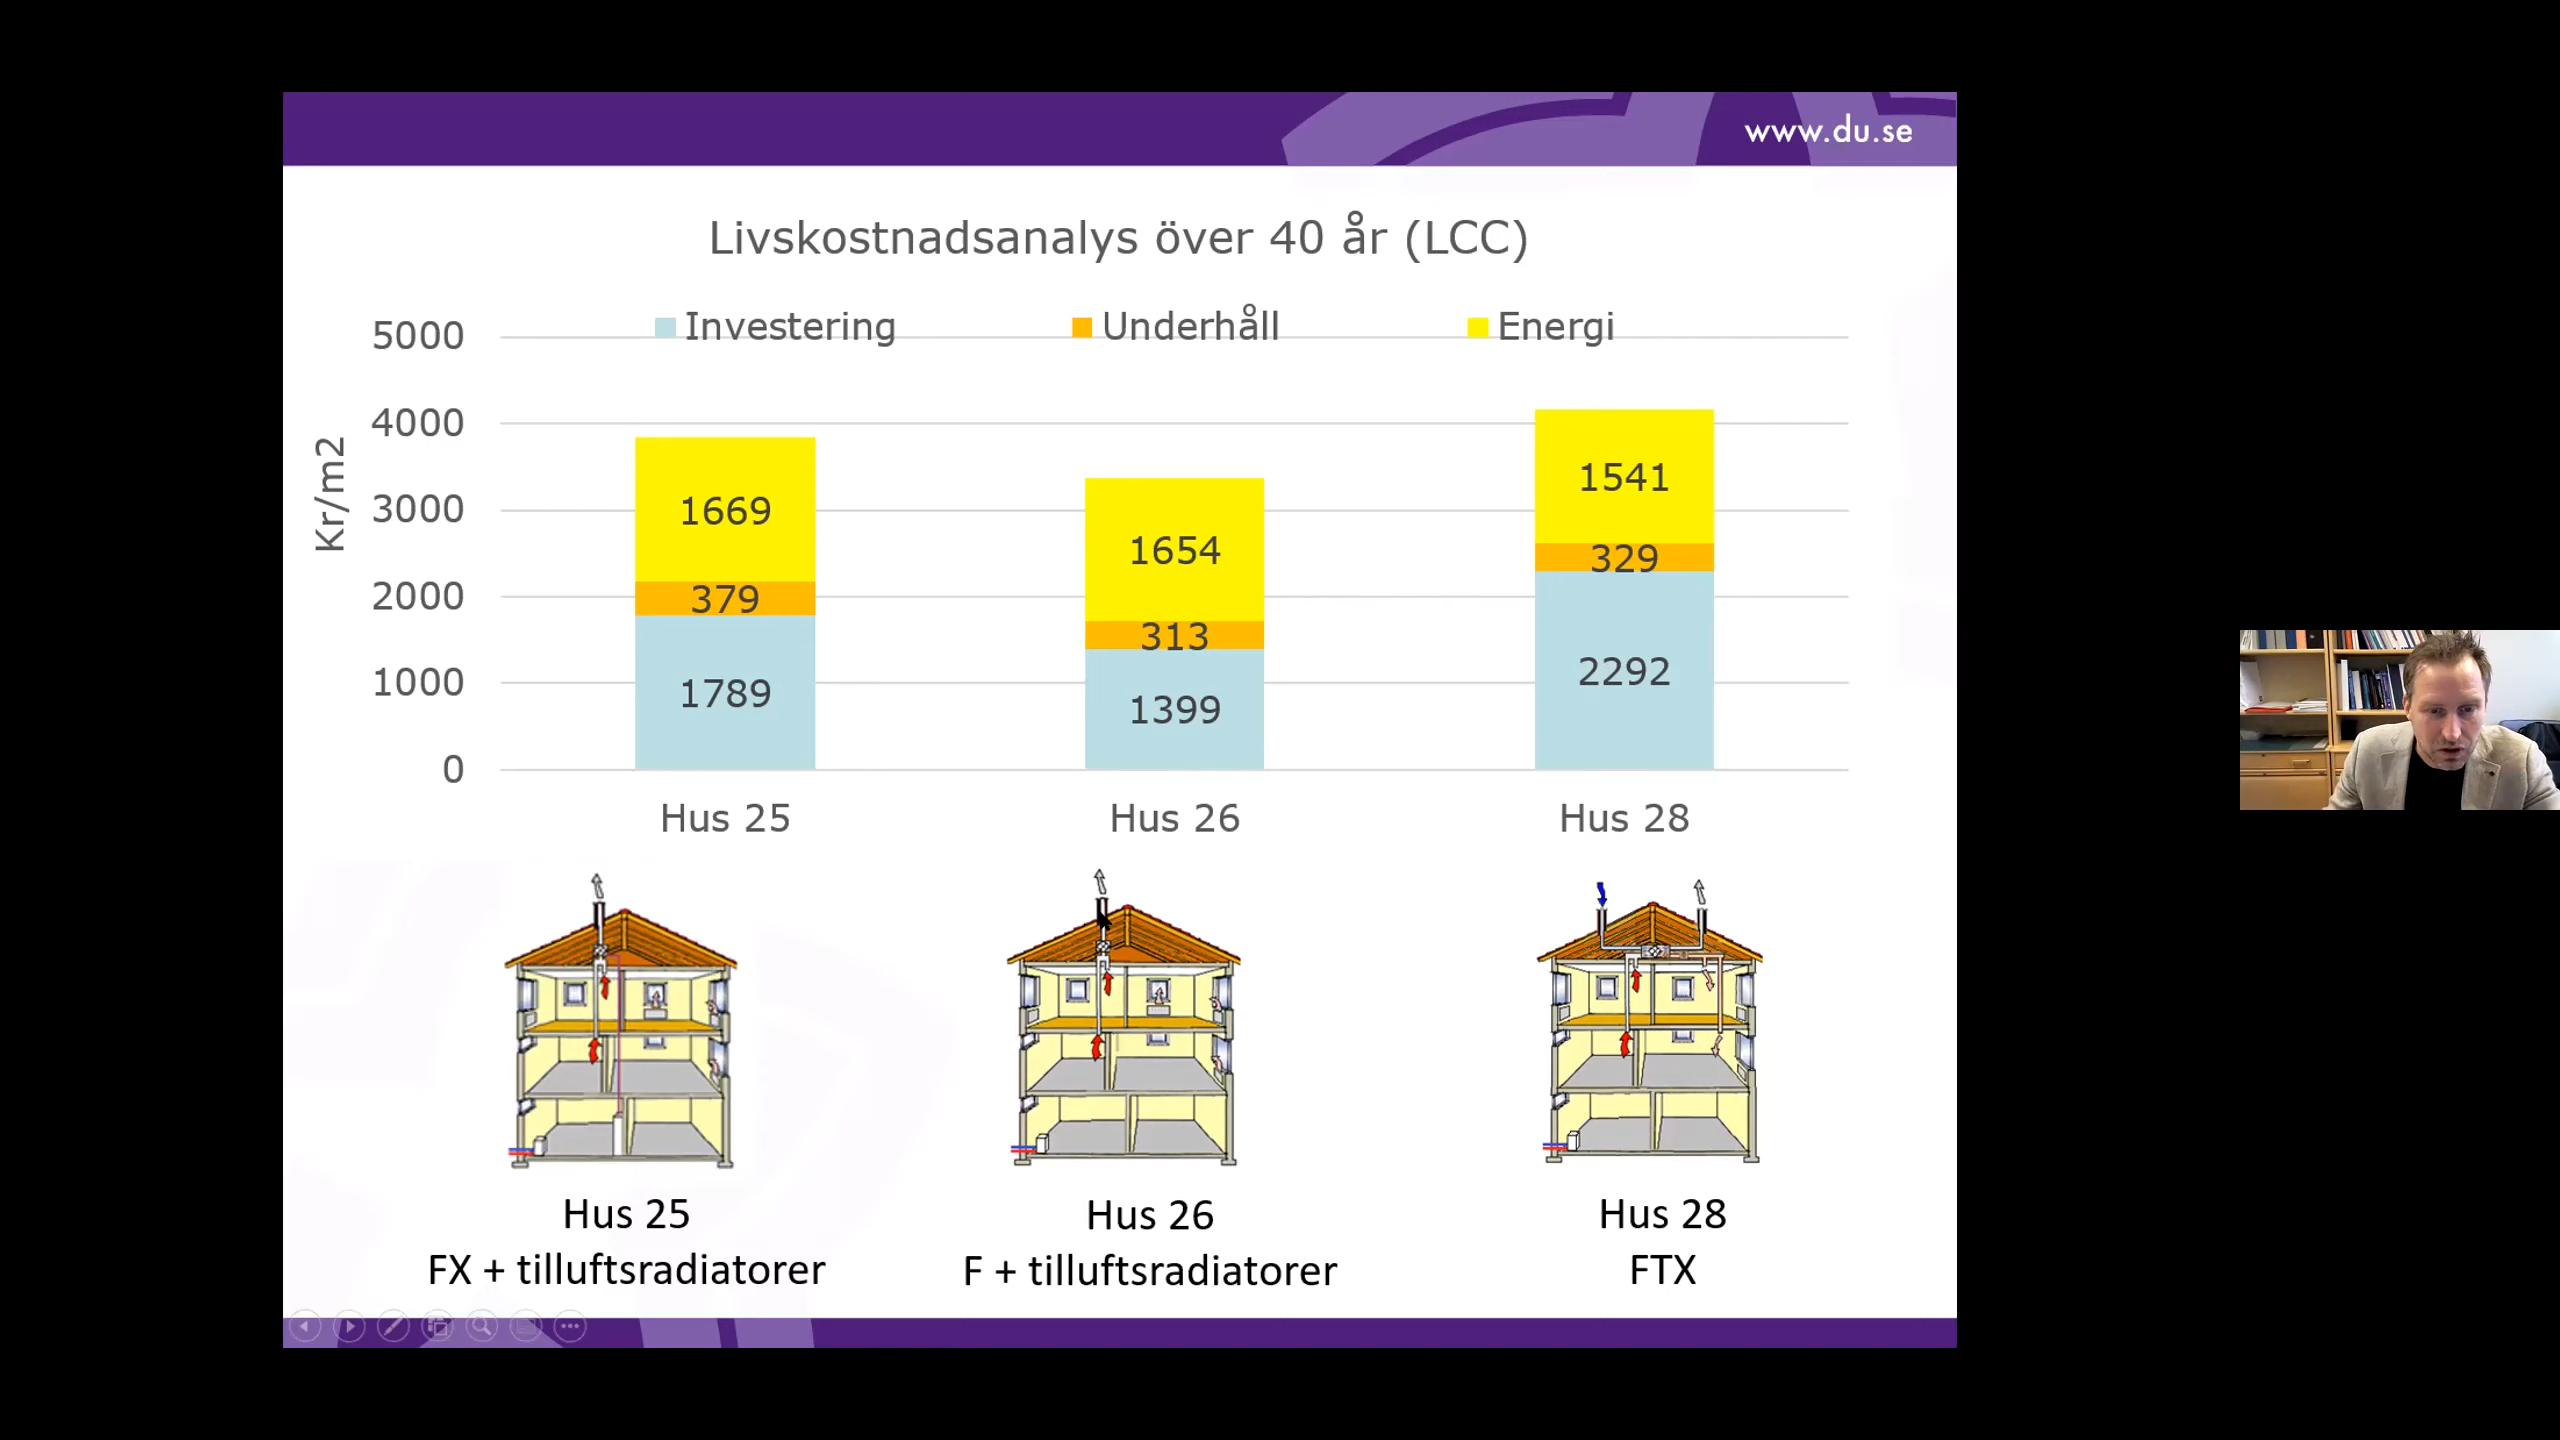 www.du.se
Livskostnadsanalys över 40 år (LCC)
Investering Underhåll Energi
Kr/m2
5000
4000
3000
2000
1000
0
1669 1654 1541
379 313 329
1789 1399 2292
Hus 25 Hus 26 Hus 28
Hus 25
FX + tilluftsradiatorer
Hus 26
F + tilluftsradiatorer
Hus 28
FTX